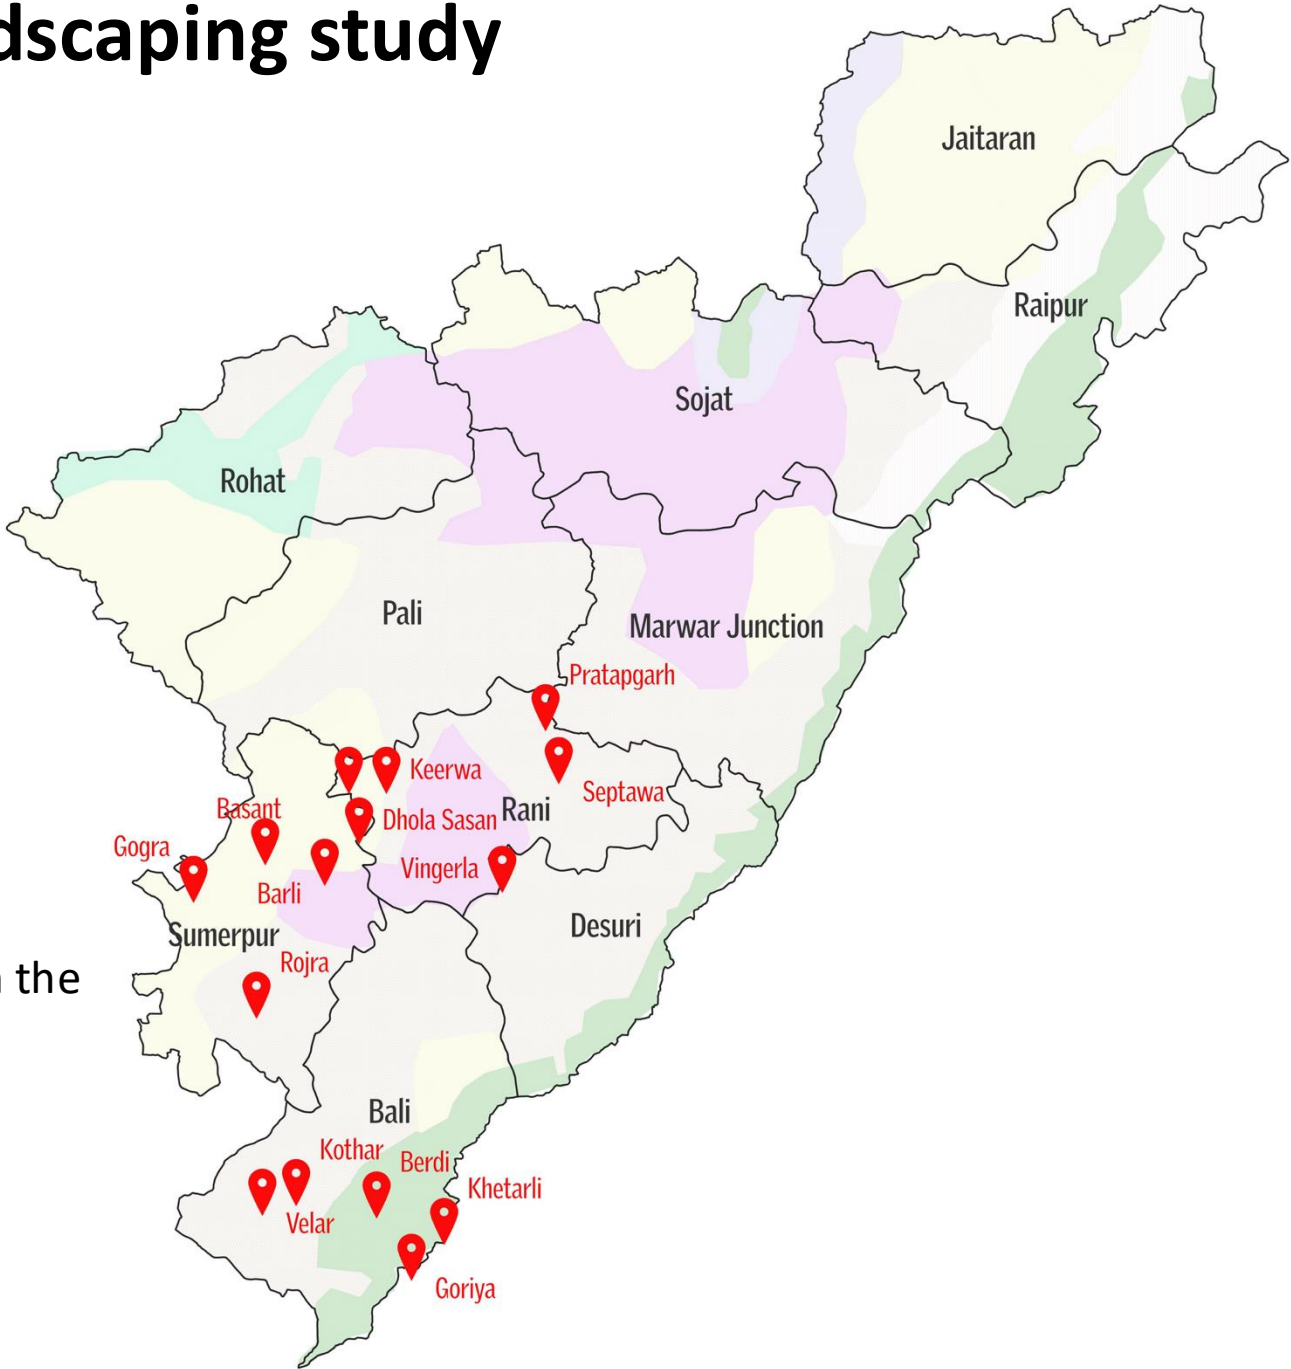 dscaping study
Jaitaran
Raipur
Sojat
Rohat
Pali
Marwar Junction
Pratapgarh
Keerwa
Septawa
Basant
Rani
Dhola Sasan
Gogra
Vingerla
Barli
Desuri
Sumerpur
Rojra
the
Bali
Kothar
Berdi
Khetarli
Velar
Goriya